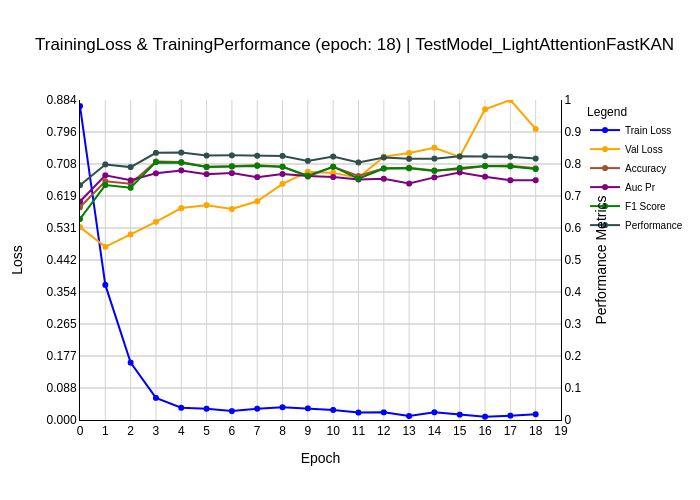 TrainingLoss & TrainingPerformance (epoch: 18) | TestModel_LightAttentionFastKAN
0.884
0.796
0.708
0.619
0.531
0.442
0.354
0.265
0.177
0.088
0.000
Loss
0 1 2 3 4 5 6 7 8 9 10 11 12 13 14 15 16 17 18 19
Epoch
1
0.9
0.8
0.7
0.6
0.5
0.4
0.3
0.2
0.1
0
Performance Metrics
Legend
Train Loss
Val Loss
Accuracy
Auc Pr
F1 Score
Performance